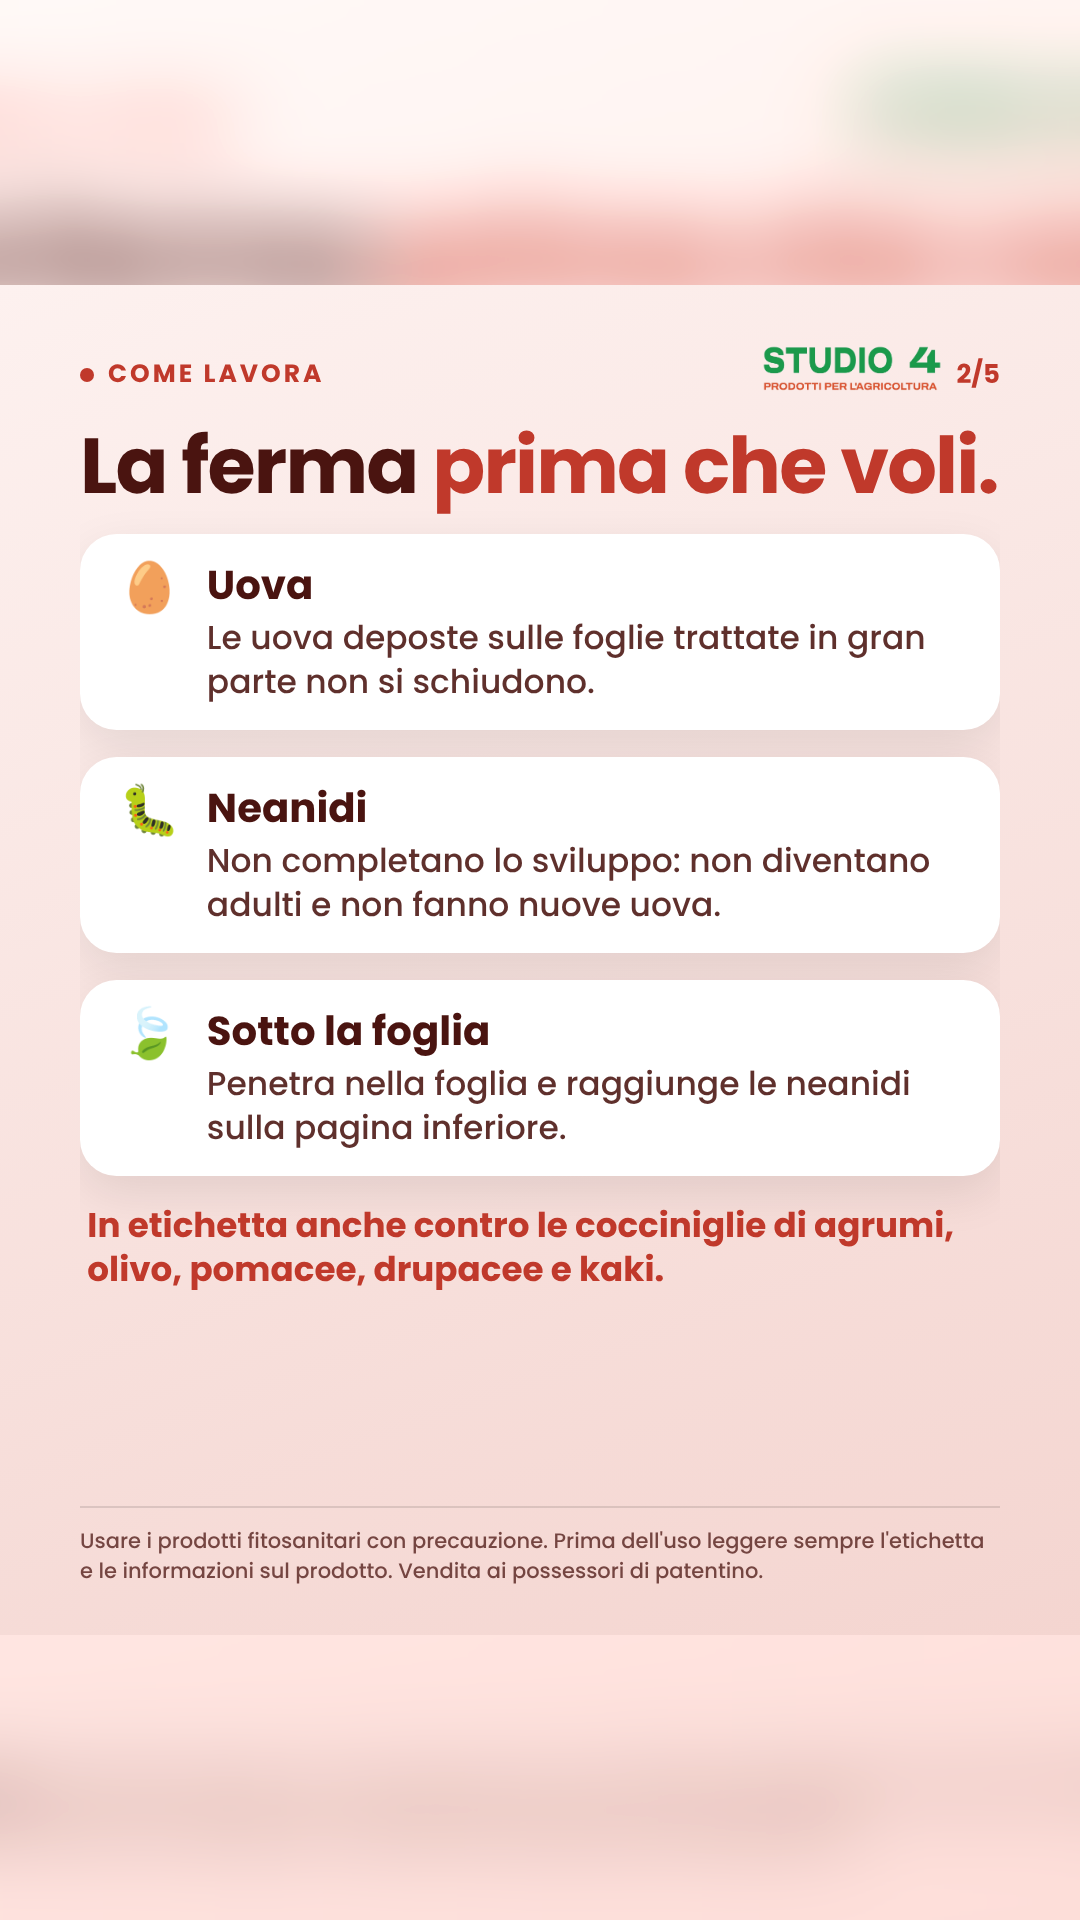 COME LAVORA
STUDIO 4
PRODOTTI PER L'AGRICOLTURA
2/5
La ferma prima che voli.
Uova
Le uova deposte sulle foglie trattate in gran
parte non si schiudono.
Neanidi
Non completano lo sviluppo: non diventano
adulti e non fanno nuove uova.
Sotto la foglia
Penetra nella foglia e raggiunge le neanidi
sulla pagina inferiore.
In etichetta anche contro le cocciniglie di agrumi,
olivo, pomacee, drupacee e kaki.
Usare i prodotti fitosanitari con precauzione. Prima dell'uso leggere sempre l'etichetta
e le informazioni sul prodotto. Vendita ai possessori di patentino.